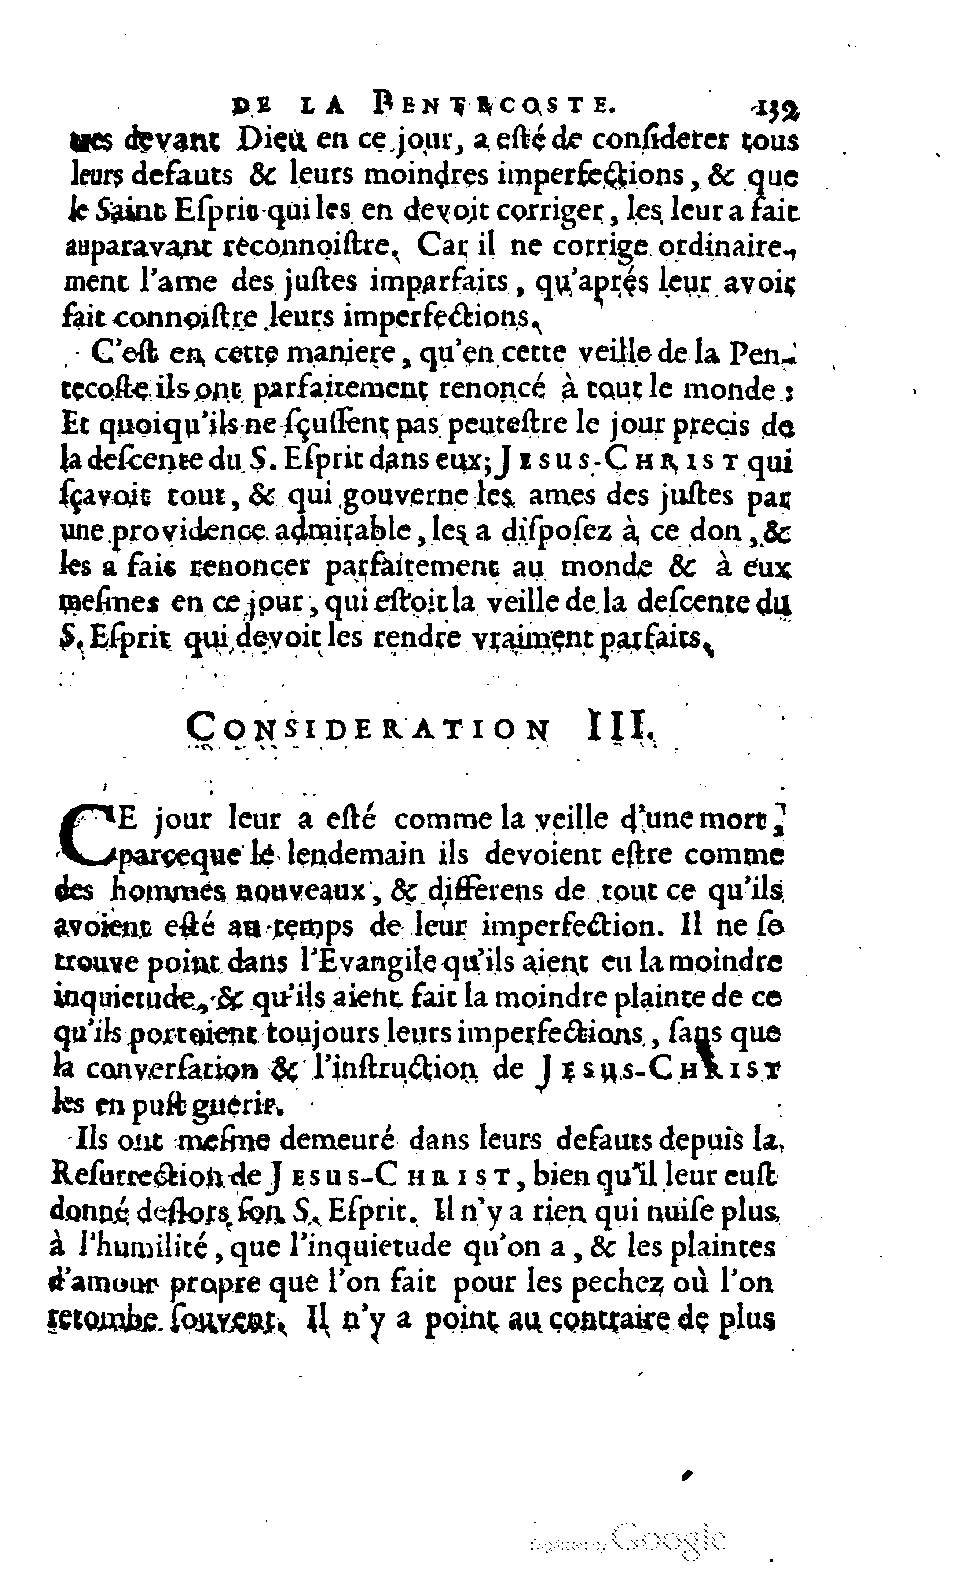 DE LA PENTECOSTE. 159
mes devant Dieu en ce jour, a esté de considerer tous
leurs defauts & leurs moindres imperfections, & que
le Saint Esprit qui les en devoit corriger, les leur a fait
auparavant reconnoistre. Car il ne corrige ordinaire-
ment l'ame des justes imparfaits, qu'aprés leur avoir
fait connoistre leurs imperfections.
C'est en cette maniere, qu'en cette veille de la Pen-
tecoste ils ont parfaitement renoncé à tout le monde :
Et quoiqu'ils ne sçussent pas peutestre le jour precis de
la descente du S. Esprit dans eux; JESUS-CHRIST qui
sçavoit tout, & qui gouverne les ames des justes par
une providence admirable, les a disposez à ce don, &
les a fait renoncer parfaitement au monde & à eux
mesmes en ce jour, qui estoit la veille de la descente du
S. Esprit qui devoit les rendre vraiment parfaits.
CONSIDERATION III.
CE jour leur a esté comme la veille d'une mort,
parceque le lendemain ils devoient estre comme
des hommes nouveaux, & differens de tout ce qu'ils
avoient esté au temps de leur imperfection. Il ne se
trouve point dans l'Evangile qu'ils aient eu la moindre
inquietude, & qu'ils aient fait la moindre plainte de ce
qu'ils portoient toujours leurs imperfections, sans que
la conversation & l'instruction de JESUS-CHRIST
les en pust guerir.
Ils ont mesme demeuré dans leurs defauts depuis la
Resurrection de JESUS-CHRIST, bien qu'il leur eust
donné deslors son S. Esprit. Il n'y a rien qui nuise plus
à l'humilité, que l'inquietude qu'on a, & les plaintes
d'amour propre que l'on fait pour les pechez où l'on
retombe souvent. Il n'y a point au contraire de plus
Google